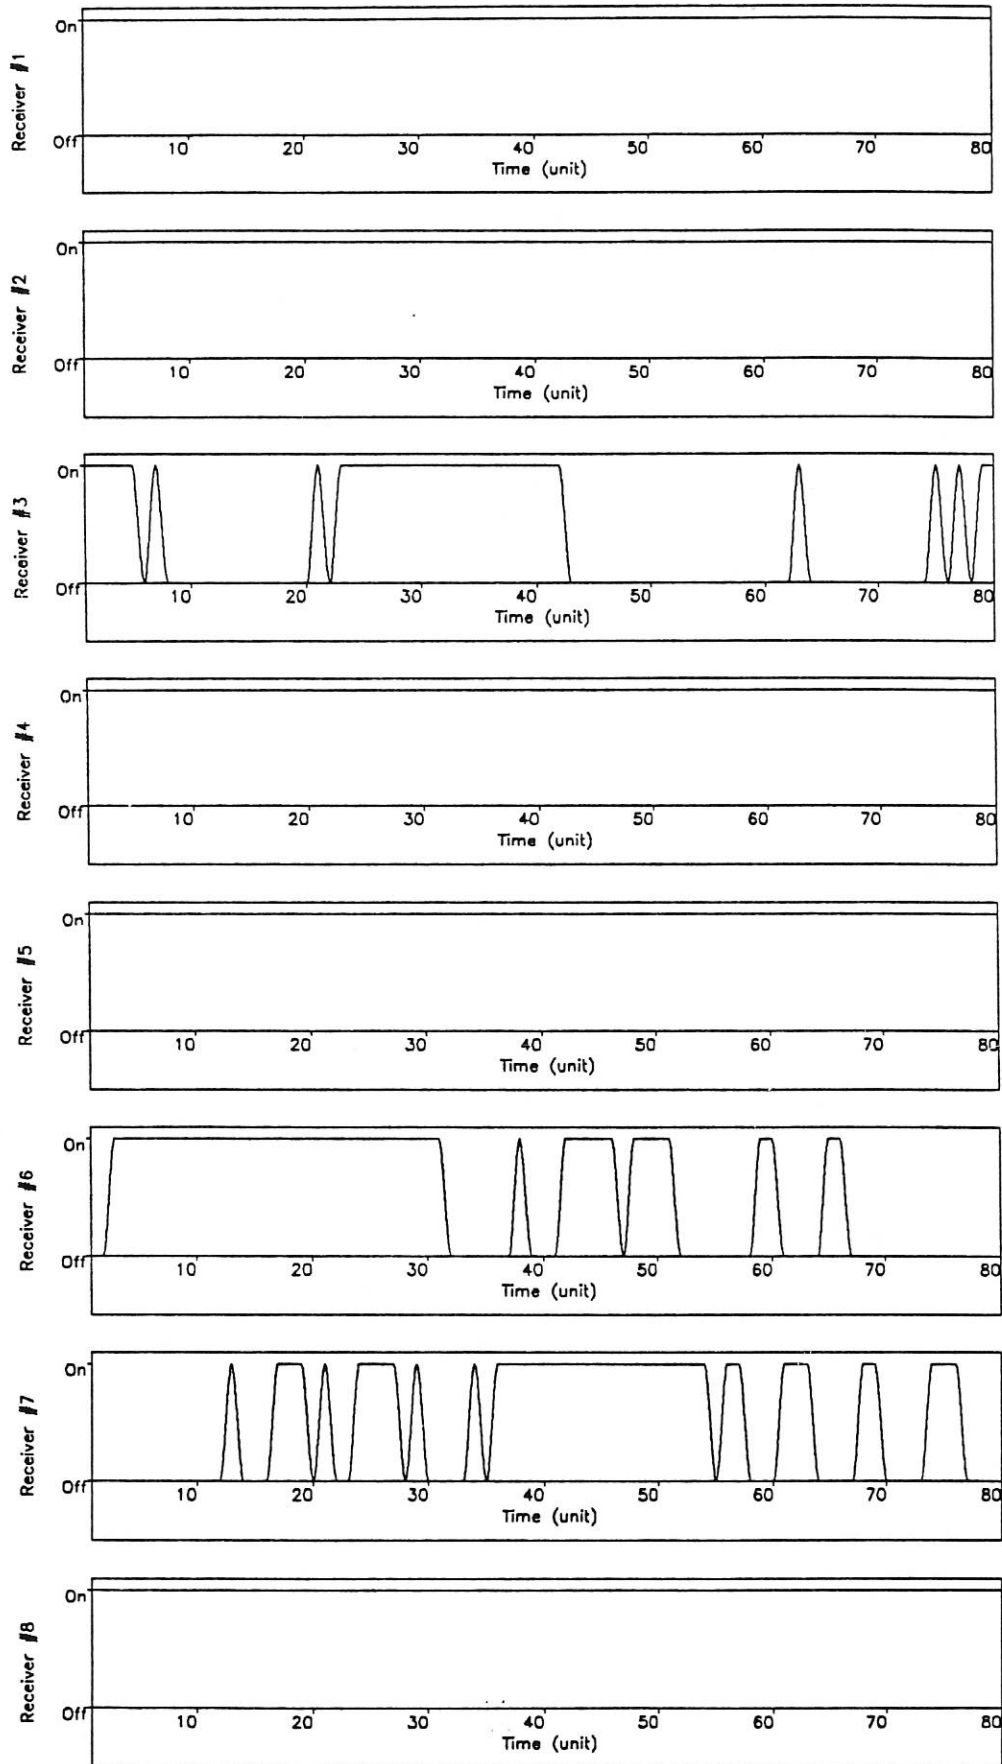 Receiver #1
On
Off
10 20 30 40 50 60 70 80
Time (unit)
Receiver #2
On
Off
10 20 30 40 50 60 70 80
Time (unit)
Receiver #3
On
Off
10 20 30 40 50 60 70 80
Time (unit)
Receiver #4
On
Off
10 20 30 40 50 60 70 80
Time (unit)
Receiver #5
On
Off
10 20 30 40 50 60 70 80
Time (unit)
Receiver #6
On
Off
10 20 30 40 50 60 70 80
Time (unit)
Receiver #7
On
Off
10 20 30 40 50 60 70 80
Time (unit)
Receiver #8
On
Off
10 20 30 40 50 60 70 80
Time (unit)